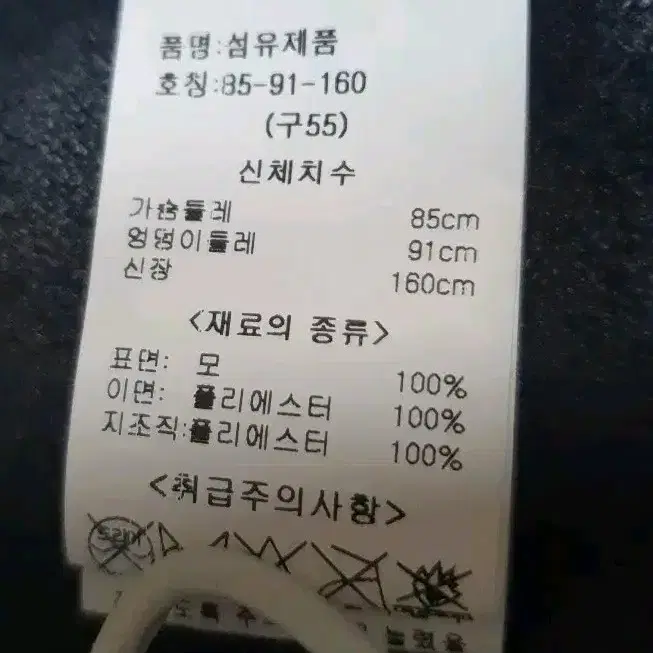 품명:섬유제품
호칭:85-91-160
(구55)
신체치수
가슴둘레 85cm
엉덩이둘레 91cm
신장 160cm
<재료의 종류>
표면: 모 100%
이면: 폴리에스터 100%
지조직:폴리에스터 100%
<취급주의사항>